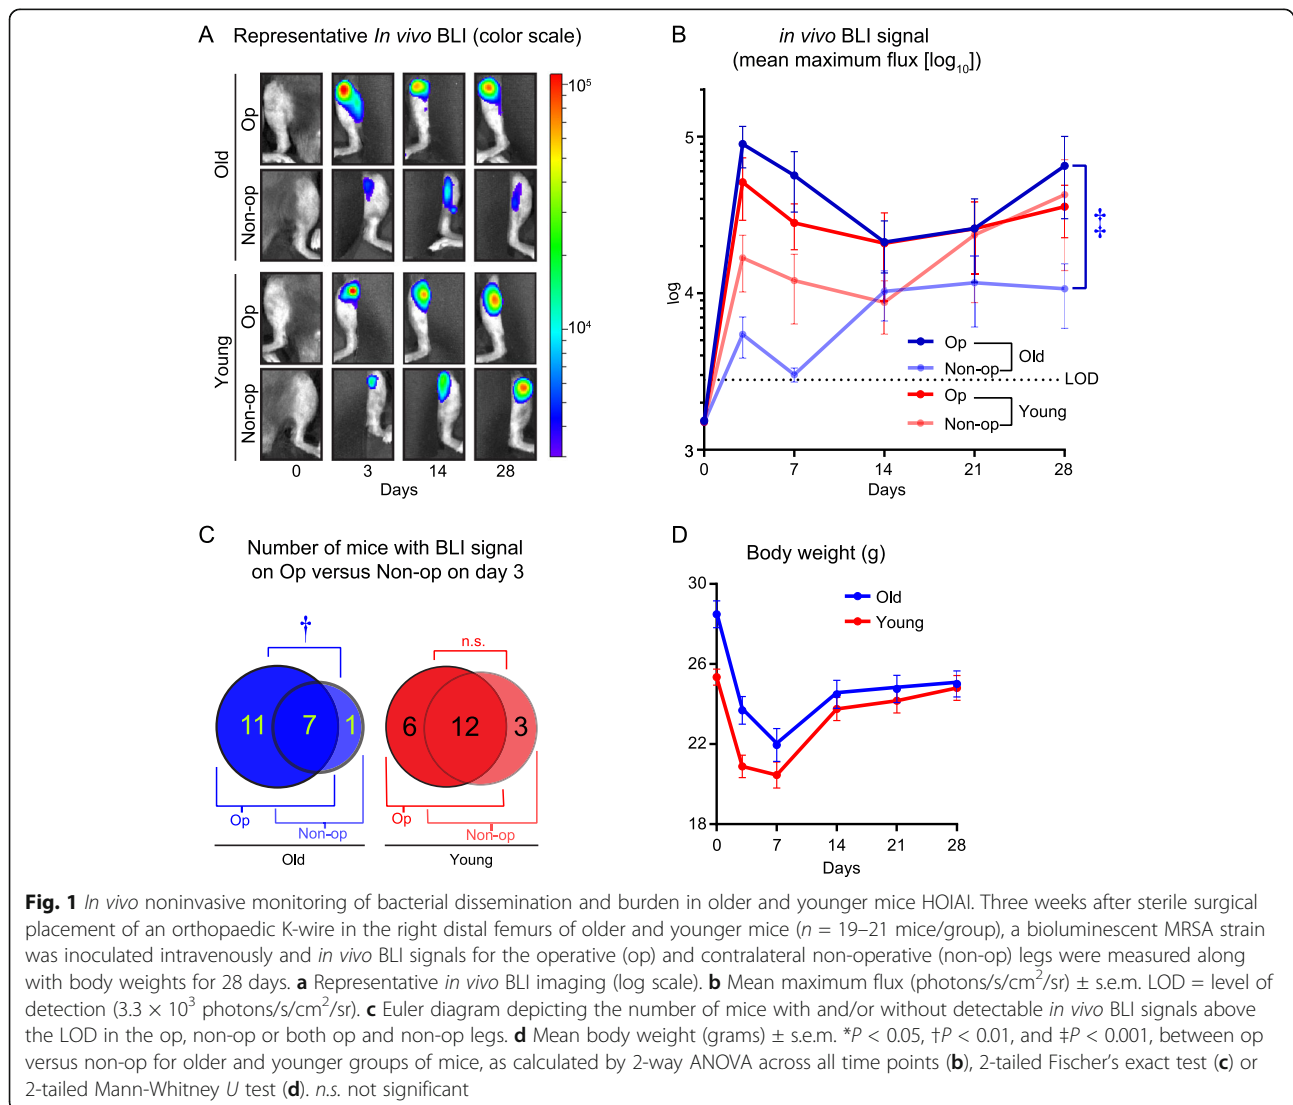 A Representative In vivo BLI (color scale)
Old
Op
Non-op
Young
Op
Non-op
0 3 14 28
Days
10⁵
10⁴
B in vivo BLI signal
(mean maximum flux [log₁₀])
log
5
4
3
0 7 14 21 28
Days
Op
Non-op
Old
LOD
Op
Non-op
Young
‡
C Number of mice with BLI signal
on Op versus Non-op on day 3
†
n.s.
11 7 1
6 12 3
Op
Non-op
Old
Op
Non-op
Young
D Body weight (g)
30
26
22
18
Old
Young
0 7 14 21 28
Days
Fig. 1 In vivo noninvasive monitoring of bacterial dissemination and burden in older and younger mice HOIAI. Three weeks after sterile surgical
placement of an orthopaedic K-wire in the right distal femurs of older and younger mice (n = 19–21 mice/group), a bioluminescent MRSA strain
was inoculated intravenously and in vivo BLI signals for the operative (op) and contralateral non-operative (non-op) legs were measured along
with body weights for 28 days. a Representative in vivo BLI imaging (log scale). b Mean maximum flux (photons/s/cm²/sr) ± s.e.m. LOD = level of
detection (3.3 × 10³ photons/s/cm²/sr). c Euler diagram depicting the number of mice with and/or without detectable in vivo BLI signals above
the LOD in the op, non-op or both op and non-op legs. d Mean body weight (grams) ± s.e.m. *P < 0.05, †P < 0.01, and ‡P < 0.001, between op
versus non-op for older and younger groups of mice, as calculated by 2-way ANOVA across all time points (b), 2-tailed Fischer's exact test (c) or
2-tailed Mann-Whitney U test (d). n.s. not significant